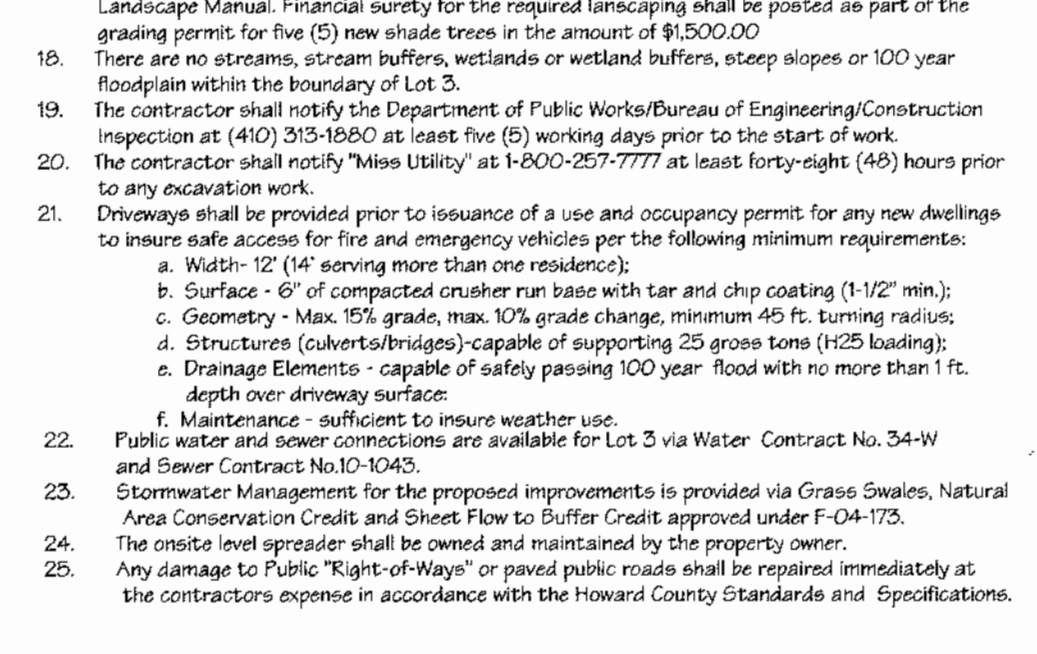 Landscape Manual. Financial surety for the required lanscaping shall be posted as part of the
grading permit for five (5) new shade trees in the amount of $1,500.00
18. There are no streams, stream buffers, wetlands or wetland buffers, steep slopes or 100 year
floodplain within the boundary of Lot 3.
19. The contractor shall notify the Department of Public Works/Bureau of Engineering/Construction
Inspection at (410) 313-1880 at least five (5) working days prior to the start of work.
20. The contractor shall notify "Miss Utility" at 1-800-257-7777 at least forty-eight (48) hours prior
to any excavation work.
21. Driveways shall be provided prior to issuance of a use and occupancy permit for any new dwellings
to insure safe access for fire and emergency vehicles per the following minimum requirements:
a. Width- 12' (14' serving more than one residence);
b. Surface - 6" of compacted crusher run base with tar and chip coating (1-1/2" min.);
c. Geometry - Max. 15% grade, max. 10% grade change, minimum 45 ft. turning radius;
d. Structures (culverts/bridges)-capable of supporting 25 gross tons (H25 loading);
e. Drainage Elements - capable of safely passing 100 year flood with no more than 1 ft.
depth over driveway surface:
f. Maintenance - sufficient to insure weather use.
22. Public water and sewer connections are available for Lot 3 via Water Contract No. 34-W
and Sewer Contract No.10-1043.
23. Stormwater Management for the proposed improvements is provided via Grass Swales, Natural
Area Conservation Credit and Sheet Flow to Buffer Credit approved under F-04-173.
24. The onsite level spreader shall be owned and maintained by the property owner.
25. Any damage to Public "Right-of-Ways" or paved public roads shall be repaired immediately at
the contractors expense in accordance with the Howard County Standards and Specifications.